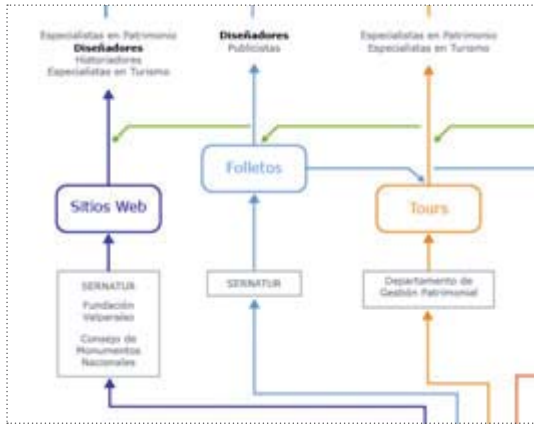 Especialistas en Patrimonio
Diseñadores
Historiadores
Especialistas en Turismo
Diseñadores
Publicistas
Especialistas en Patrimonio
Especialistas en Turismo
Folletos
Sitios Web
Tours
SERNATUR
Fundación
Valparaíso
Consejo de
Monumentos
Nacionales
SERNATUR
Departamento de
Gestión Patrimonial